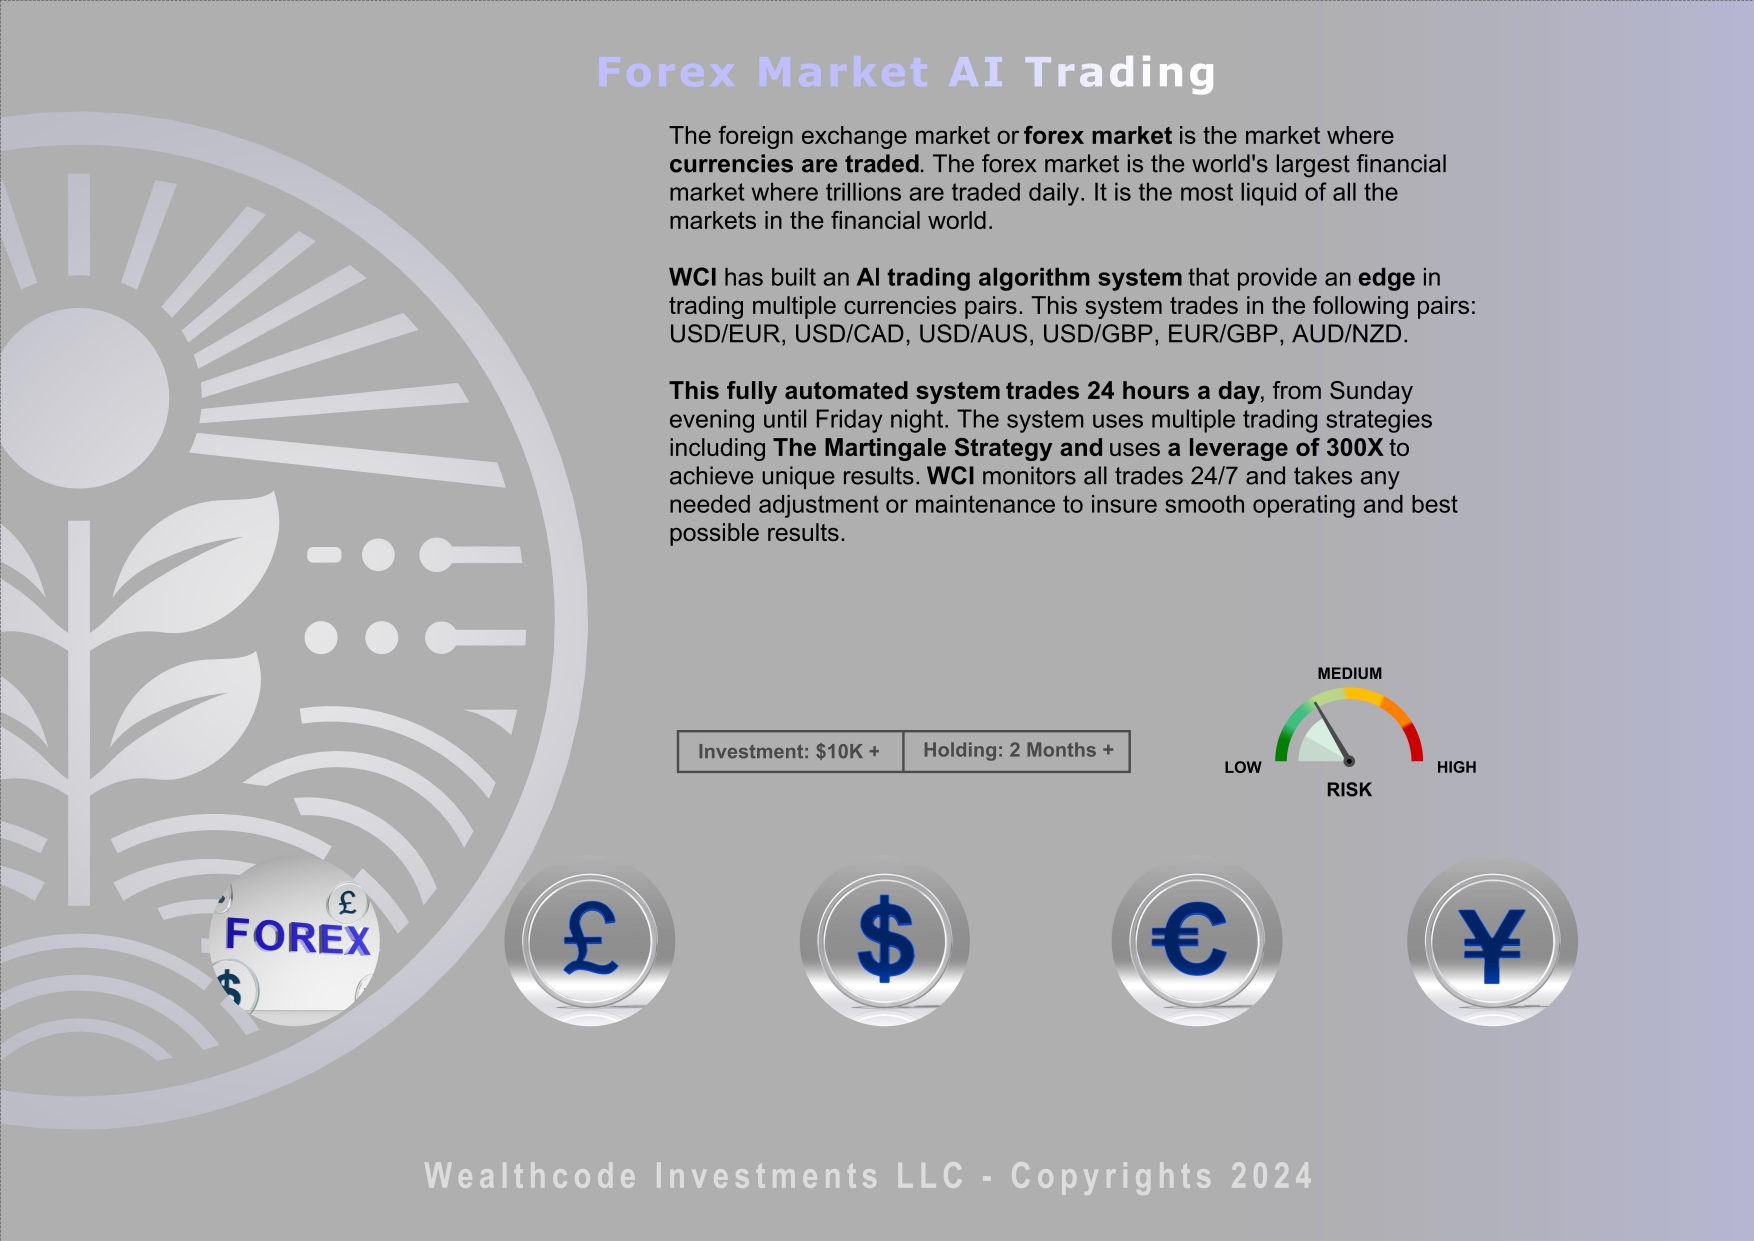 Forex Market AI Trading
The foreign exchange market or forex market is the market where
currencies are traded. The forex market is the world's largest financial
market where trillions are traded daily. It is the most liquid of all the
markets in the financial world.
WCI has built an AI trading algorithm system that provide an edge in
trading multiple currencies pairs. This system trades in the following pairs:
USD/EUR, USD/CAD, USD/AUS, USD/GBP, EUR/GBP, AUD/NZD.
This fully automated system trades 24 hours a day, from Sunday
evening until Friday night. The system uses multiple trading strategies
including The Martingale Strategy and uses a leverage of 300X to
achieve unique results. WCI monitors all trades 24/7 and takes any
needed adjustment or maintenance to insure smooth operating and best
possible results.
MEDIUM
Investment: $10K +
Holding: 2 Months +
LOW
HIGH
RISK
£
FOREX
$
£
$
€
¥
Wealthcode Investments LLC - Copyrights 2024